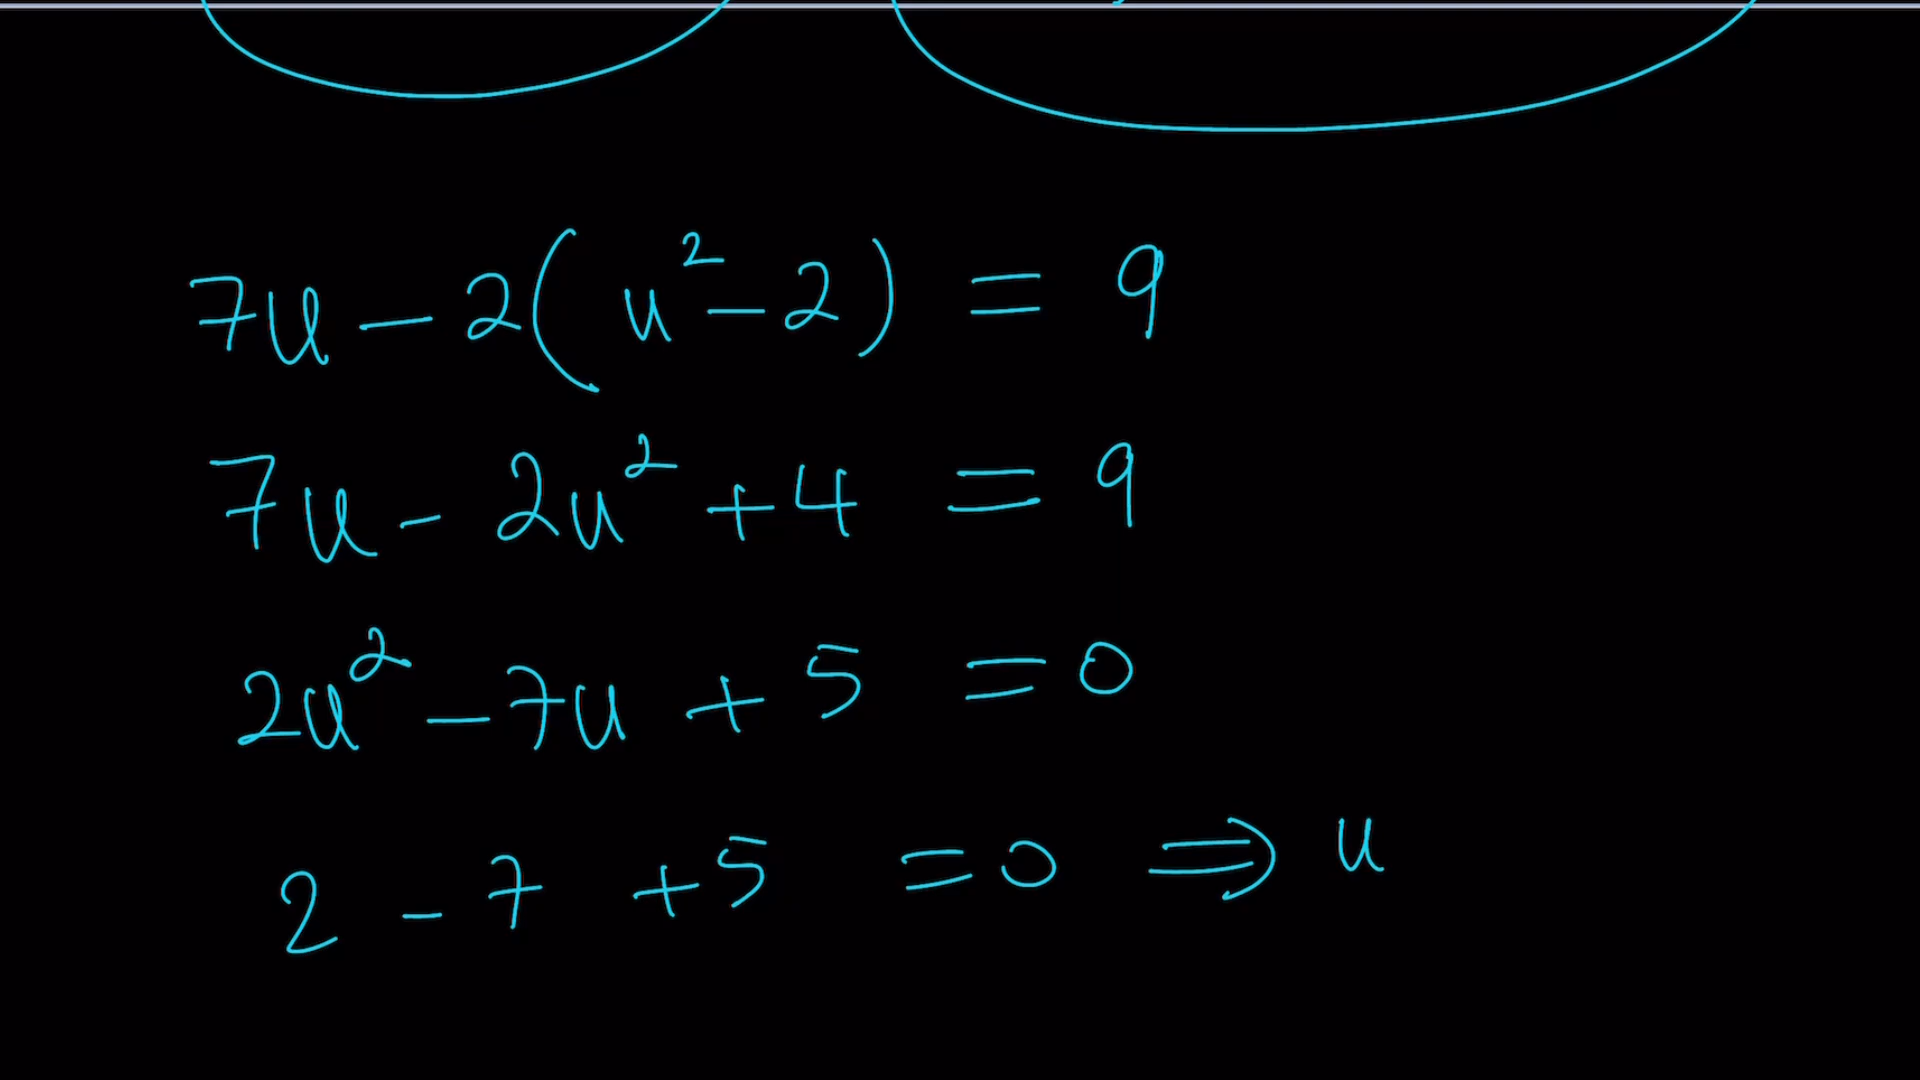 7u - 2(u² - 2) = 9
7u - 2u² + 4 = 9
2u² - 7u + 5 = 0
2 - 7 + 5 = 0 ⇒ u